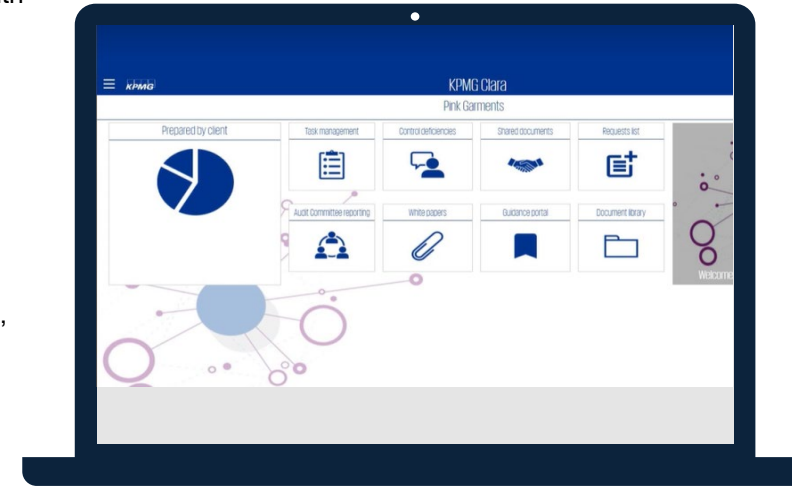 KPMG
KPMG Clara
Pink Garments
Prepared by client
Task management
Control deficiencies
Shared documents
Requests list
Audit Committee reporting
White papers
Guidance portal
Document library
Welcome
,